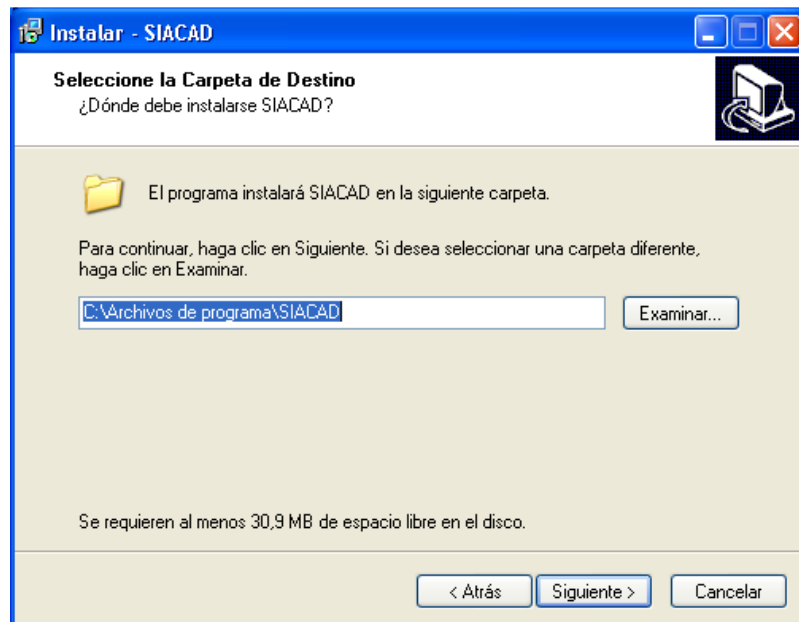 Instalar - SIACAD
Seleccione la Carpeta de Destino
¿Dónde debe instalarse SIACAD?
El programa instalará SIACAD en la siguiente carpeta.
Para continuar, haga clic en Siguiente. Si desea seleccionar una carpeta diferente,
haga clic en Examinar.
C:\Archivos de programa\SIACAD
Examinar...
Se requieren al menos 30,9 MB de espacio libre en el disco.
< Atrás
Siguiente >
Cancelar